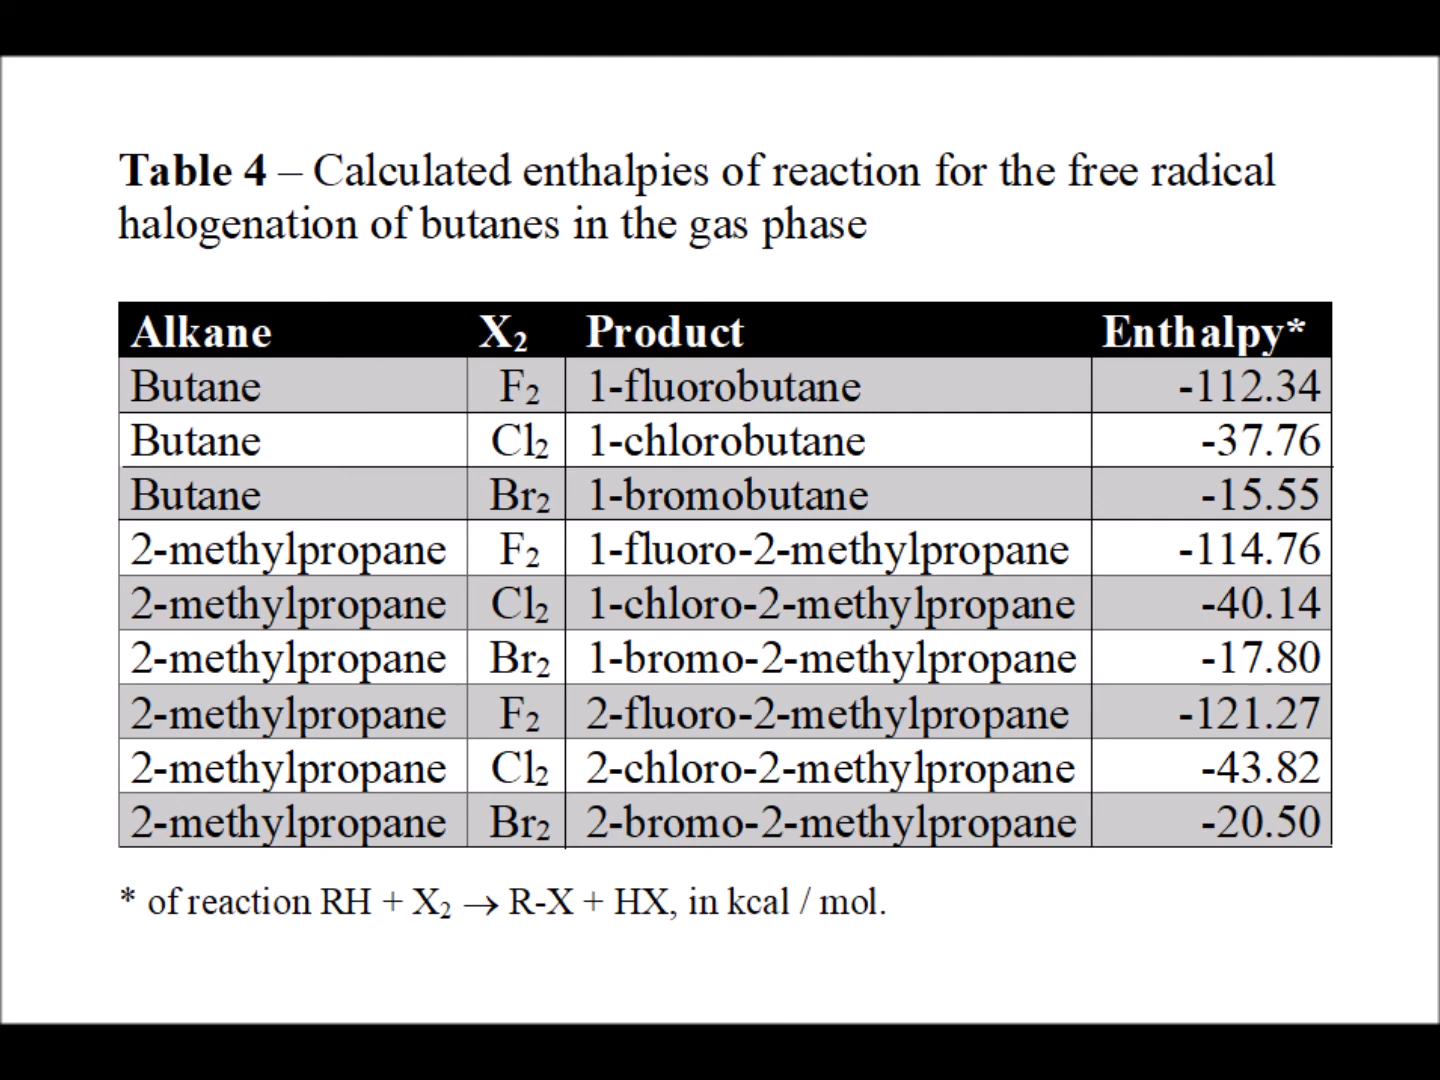 Table 4 – Calculated enthalpies of reaction for the free radical
halogenation of butanes in the gas phase
Alkane X₂ Product Enthalpy*
Butane F₂ 1-fluorobutane -112.34
Butane Cl₂ 1-chlorobutane -37.76
Butane Br₂ 1-bromobutane -15.55
2-methylpropane F₂ 1-fluoro-2-methylpropane -114.76
2-methylpropane Cl₂ 1-chloro-2-methylpropane -40.14
2-methylpropane Br₂ 1-bromo-2-methylpropane -17.80
2-methylpropane F₂ 2-fluoro-2-methylpropane -121.27
2-methylpropane Cl₂ 2-chloro-2-methylpropane -43.82
2-methylpropane Br₂ 2-bromo-2-methylpropane -20.50
* of reaction RH + X₂ → R-X + HX, in kcal / mol.